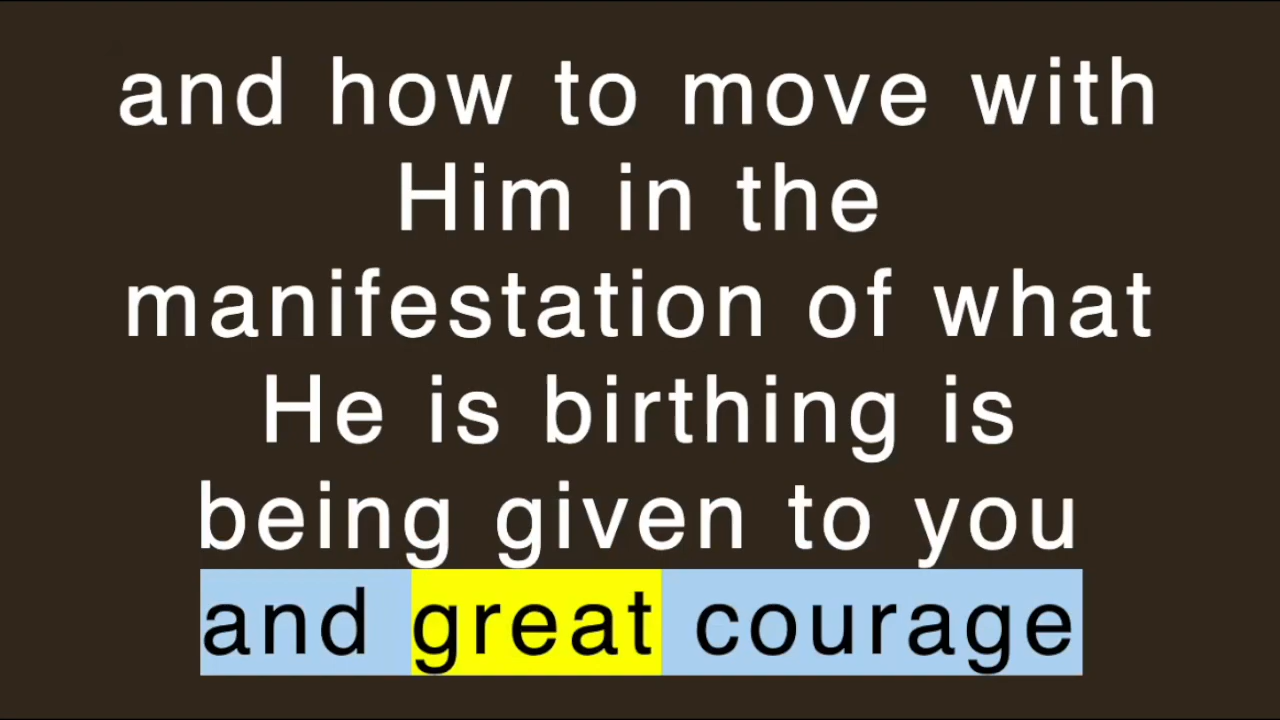 and how to move with
Him in the
manifestation of what
He is birthing is
being given to you
and great courage